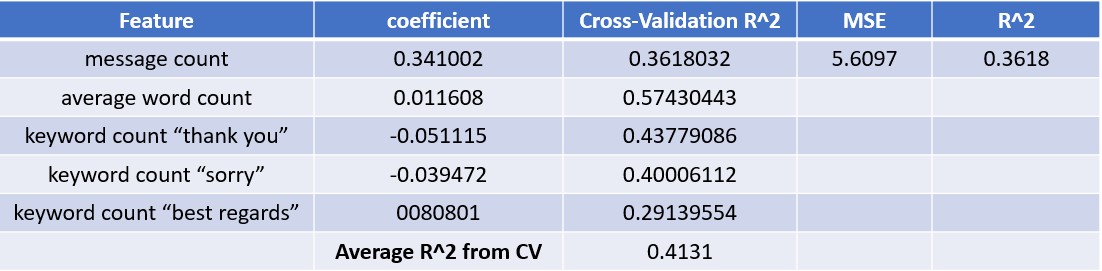 Feature coefficient Cross-Validation R^2 MSE R^2
message count 0.341002 0.3618032 5.6097 0.3618
average word count 0.011608 0.57430443
keyword count “thank you” -0.051115 0.43779086
keyword count “sorry” -0.039472 0.40006112
keyword count “best regards” 0080801 0.29139554
Average R^2 from CV 0.4131